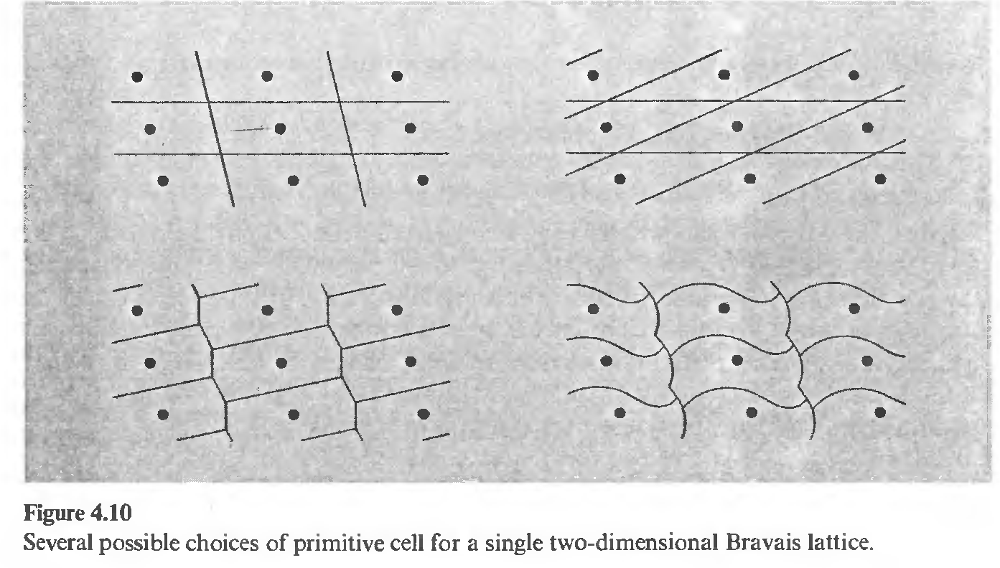 Figure 4.10
Several possible choices of primitive cell for a single two-dimensional Bravais lattice.